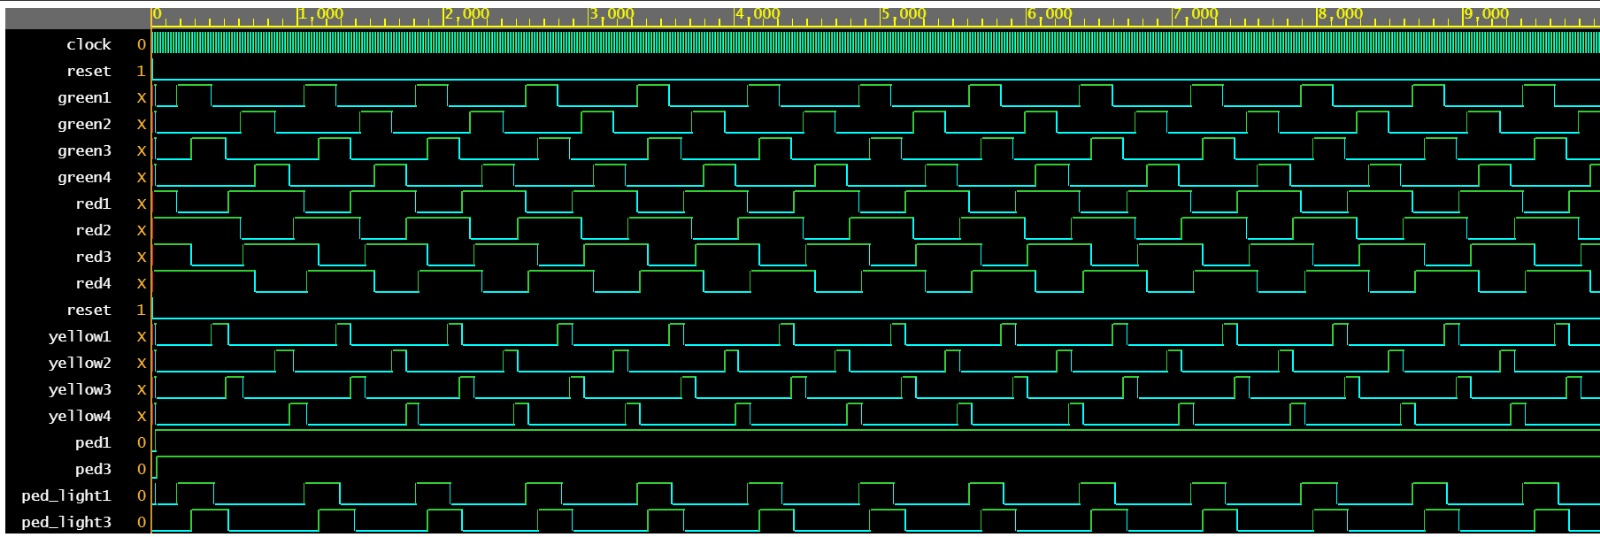 0 1,000 2,000 3,000 4,000 5,000 6,000 7,000 8,000 9,000
clock 0
reset 1
green1 x
green2 x
green3 x
green4 x
red1 x
red2 x
red3 x
red4 x
reset 1
yellow1 x
yellow2 x
yellow3 x
yellow4 x
ped1 0
ped3 0
ped_light1 0
ped_light3 0